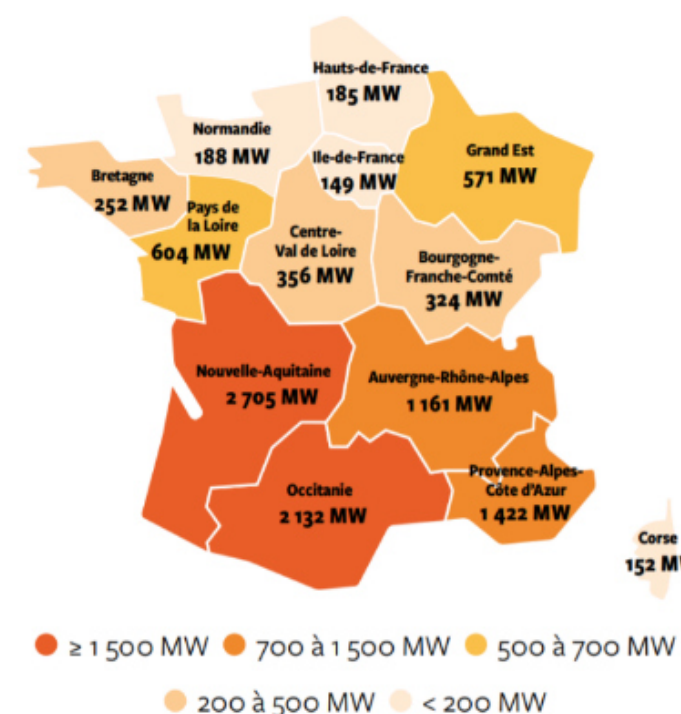 Hauts-de-France
185 MW
Normandie
188 MW
Ile-de-France
149 MW
Grand Est
571 MW
Bretagne
252 MW
Pays de
la Loire
604 MW
Centre-
Val de Loire
356 MW
Bourgogne-
Franche-Comté
324 MW
Nouvelle-Aquitaine
2 705 MW
Auvergne-Rhône-Alpes
1 161 MW
Occitanie
2 132 MW
Provence-Alpes-
Côte d'Azur
1 422 MW
Corse
152 MW
≥ 1 500 MW
700 à 1 500 MW
500 à 700 MW
200 à 500 MW
< 200 MW